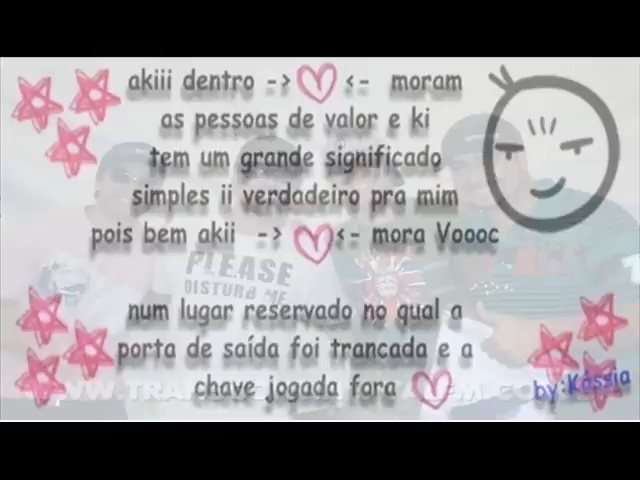 akiii dentro -> <- moram
as pessoas de valor e ki
tem um grande significado
simples ii verdadeiro pra mim
pois bem akii -> <- mora Voooc
PLEASE
DISTURB ME
num lugar reservado no qual a
porta de saída foi trancada e a
chave jogada fora
by:Kássia